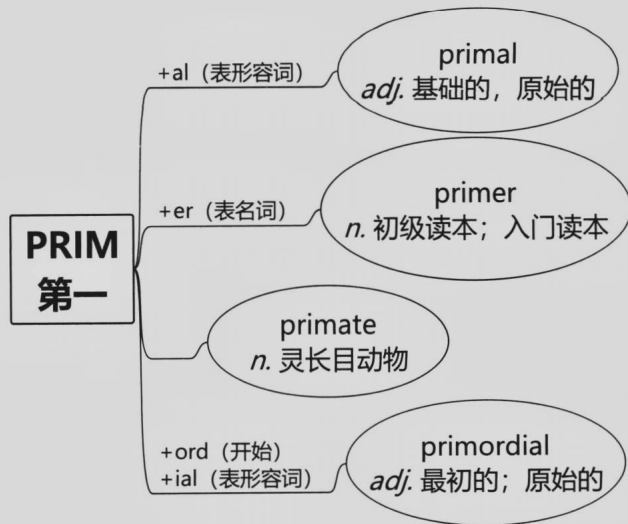 PRIM
第一
+al（表形容词）
primal
adj. 基础的，原始的
+er（表名词）
primer
n. 初级读本；入门读本
primate
n. 灵长目动物
+ord（开始）
+ial（表形容词）
primordial
adj. 最初的；原始的